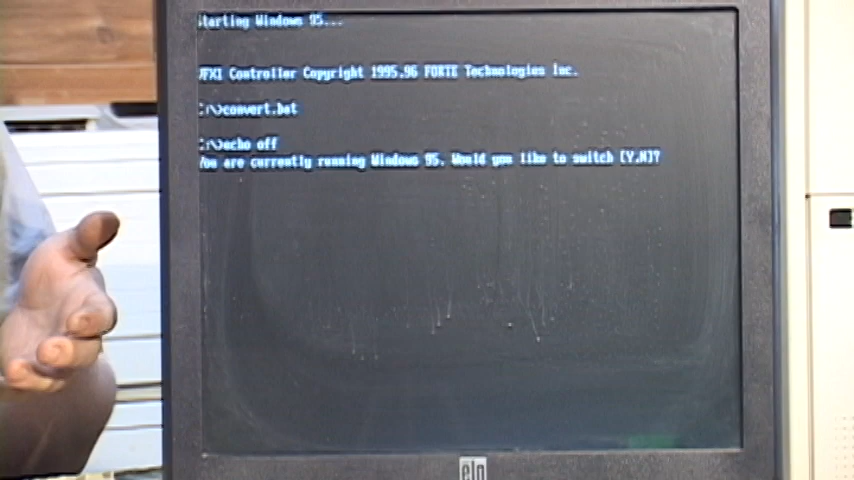 Starting Windows 95...
VFX1 Controller Copyright 1995,96 FORTE Technologies Inc.
C:\>convert.bat
C:\>echo off
You are currently running Windows 95. Would you like to switch [Y,N]?
elo